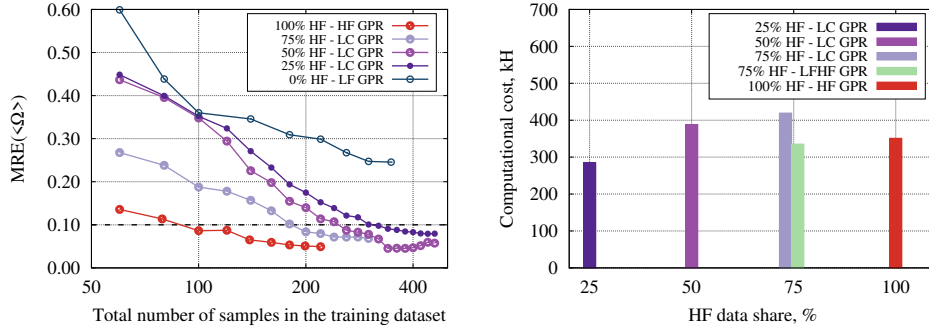 0.60
0.50
0.40
0.30
0.20
0.10
0.00
MRE(<Ω>)
100% HF - HF GPR
75% HF - LC GPR
50% HF - LC GPR
25% HF - LC GPR
0% HF - LF GPR
50
100
200
400
Total number of samples in the training dataset
700
600
500
400
300
200
100
0
Computational cost, kH
25% HF - LC GPR
50% HF - LC GPR
75% HF - LC GPR
75% HF - LFHF GPR
100% HF - HF GPR
25
50
75
100
HF data share, %